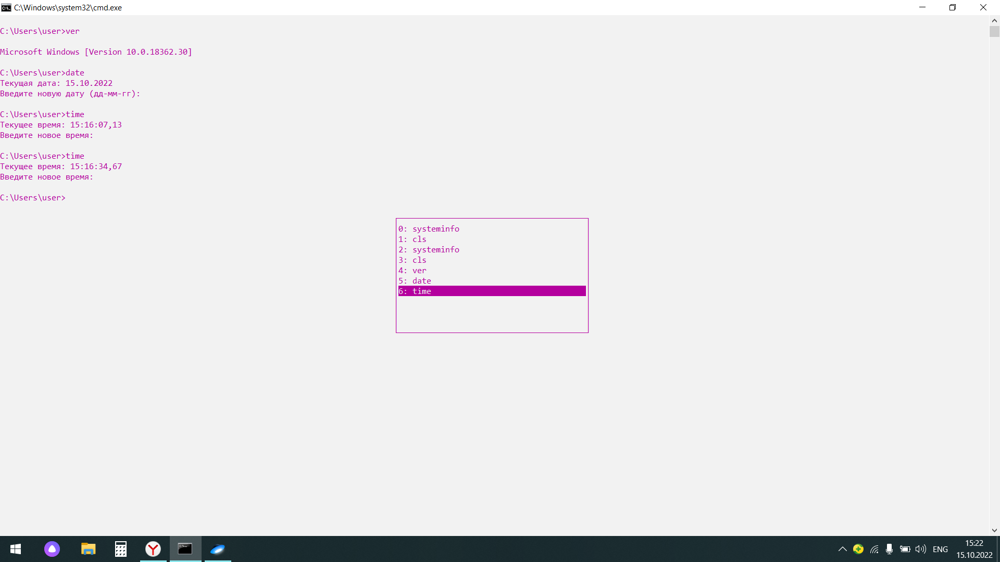 C:\Windows\system32\cmd.exe
C:\Users\user>ver
Microsoft Windows [Version 10.0.18362.30]
C:\Users\user>date
Текущая дата: 15.10.2022
Введите новую дату (дд-мм-гг):
C:\Users\user>time
Текущее время: 15:16:07,13
Введите новое время:
C:\Users\user>time
Текущее время: 15:16:34,67
Введите новое время:
C:\Users\user>
0: systeminfo
1: cls
2: systeminfo
3: cls
4: ver
5: date
6: time
ENG
15:22
15.10.2022